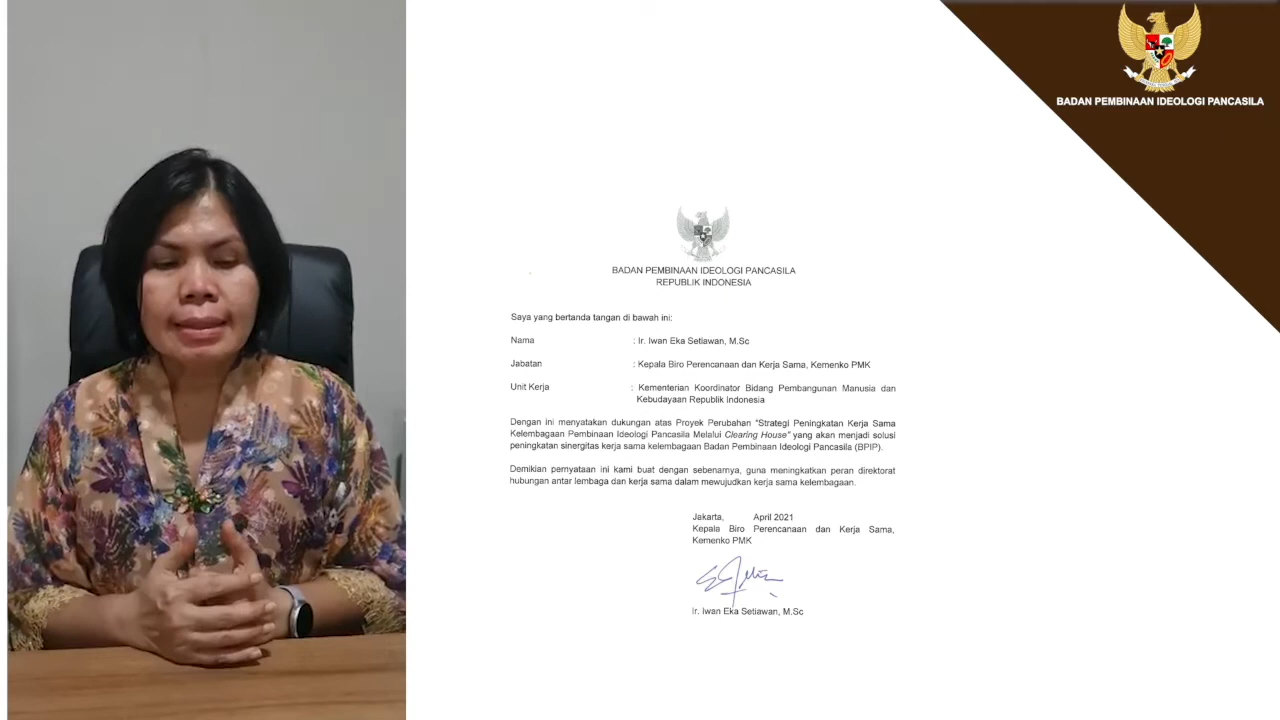 BADAN PEMBINAAN IDEOLOGI PANCASILA
BADAN PEMBINAAN IDEOLOGI PANCASILA
REPUBLIK INDONESIA
Saya yang bertanda tangan di bawah ini:
Nama : Ir. Iwan Eka Setiawan, M.Sc
Jabatan : Kepala Biro Perencanaan dan Kerja Sama, Kemenko PMK
Unit Kerja : Kementerian Koordinator Bidang Pembangunan Manusia dan
Kebudayaan Republik Indonesia
Dengan ini menyatakan dukungan atas Proyek Perubahan "Strategi Peningkatan Kerja Sama
Kelembagaan Pembinaan Ideologi Pancasila Melalui Clearing House" yang akan menjadi solusi
peningkatan sinergitas kerja sama kelembagaan Badan Pembinaan Ideologi Pancasila (BPIP).
Demikian pernyataan ini kami buat dengan sebenarnya, guna meningkatkan peran direktorat
hubungan antar lembaga dan kerja sama dalam mewujudkan kerja sama kelembagaan.
Jakarta, April 2021
Kepala Biro Perencanaan dan Kerja Sama,
Kemenko PMK
Ir. Iwan Eka Setiawan, M.Sc